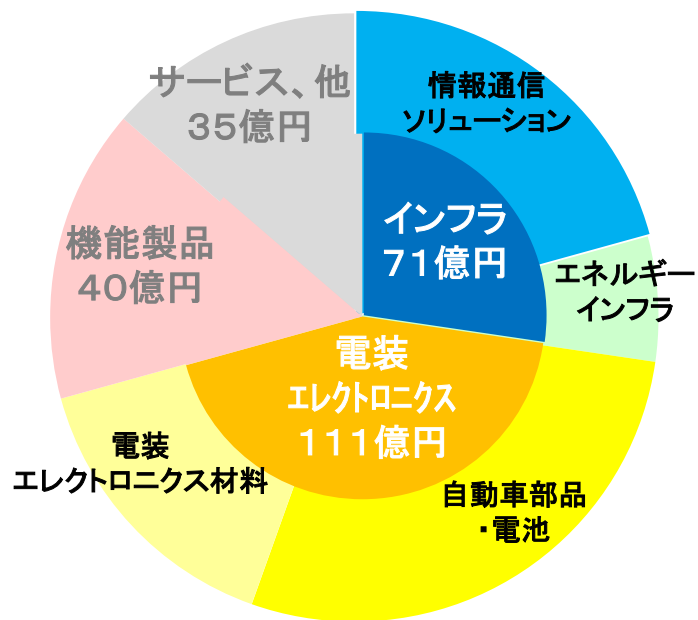 サービス、他
３５億円
情報通信
ソリューション
インフラ
７１億円
機能製品
４０億円
エネルギー
インフラ
電装
ｴﾚｸﾄﾛﾆｸｽ
１１１億円
電装
エレクトロニクス材料
自動車部品
・電池